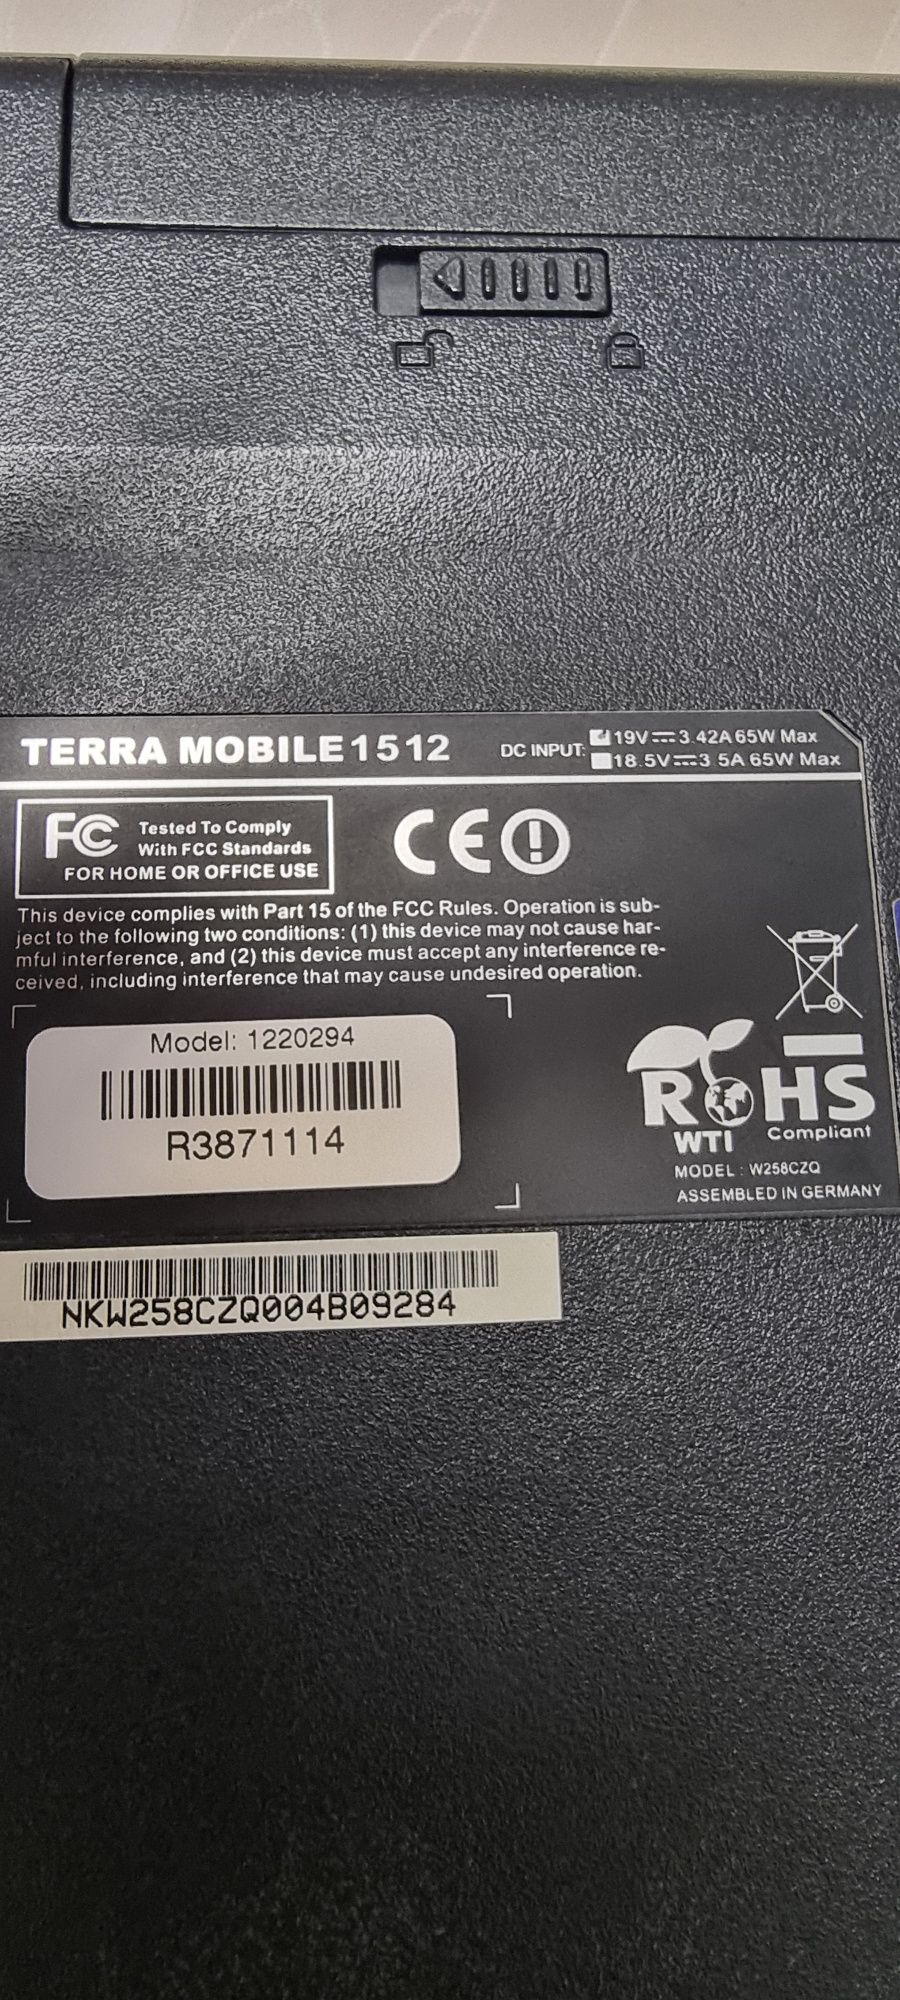 TERRA MOBILE 1512
DC INPUT:
19V⎓3.42A 65W Max
18.5V⎓3 5A 65W Max
FC
Tested To Comply
With FCC Standards
FOR HOME OR OFFICE USE
CE
This device complies with Part 15 of the FCC Rules. Operation is sub-
ject to the following two conditions: (1) this device may not cause har-
mful interference, and (2) this device must accept any interference re-
ceived, including interference that may cause undesired operation.
Model: 1220294
R3871114
ROHS
WTI Compliant
MODEL : W258CZQ
ASSEMBLED IN GERMANY
NKW258CZQ004B09284